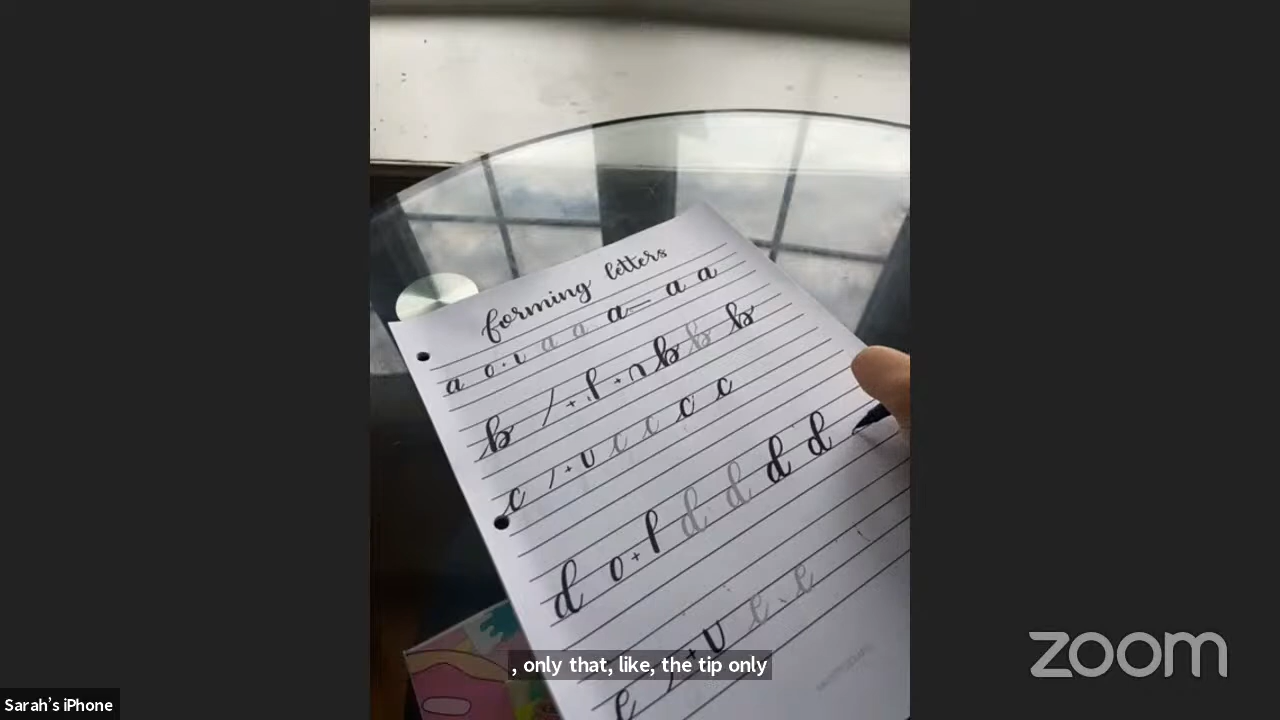 forming letters
a o + u a a a a a
b / + l + n b b b
c / + u c c c c
d o + l d d d d
e / + u e e
, only that, like, the tip only
zoom
Sarah's iPhone